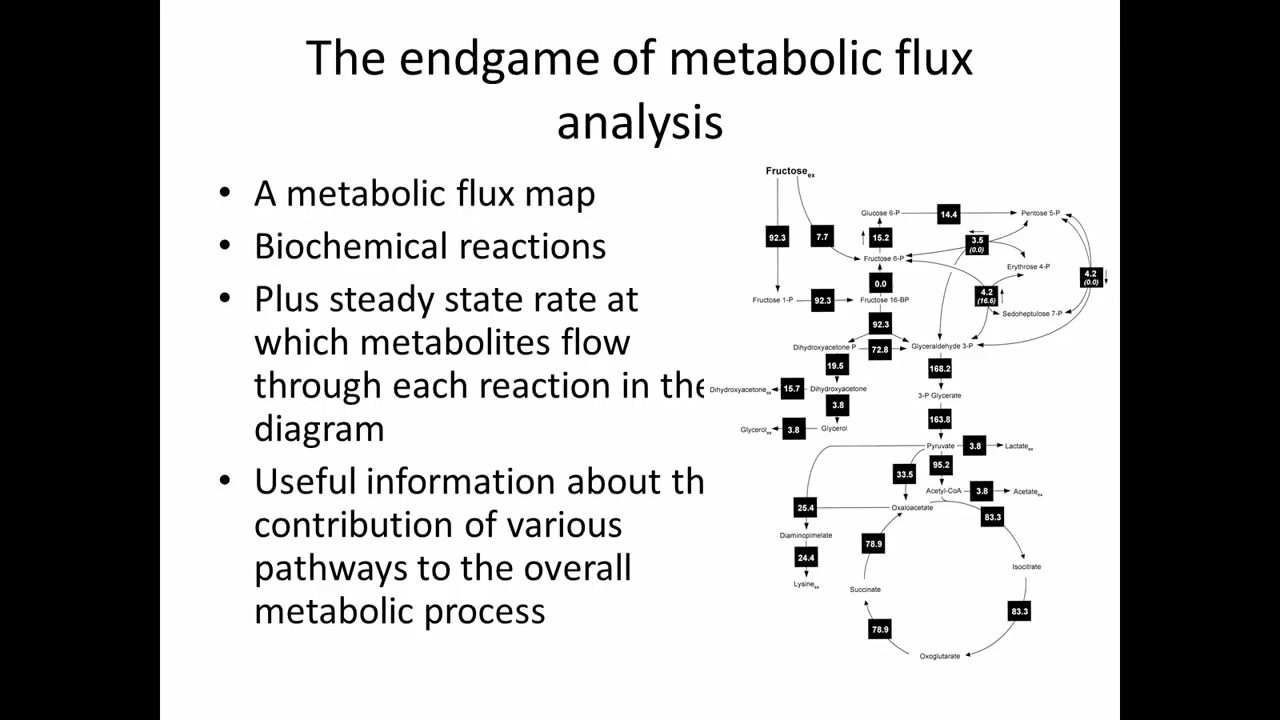 The endgame of metabolic flux
analysis
• A metabolic flux map
• Biochemical reactions
• Plus steady state rate at
which metabolites flow
through each reaction in the
diagram
• Useful information about th
contribution of various
pathways to the overall
metabolic process
Fructoseex
Glucose 6-P 14.4 Pentose 5-P
92.3 7.7 15.2 3.5
(0.0)
Fructose 6-P Erythrose 4-P
0.0 4.2
(0.0)
4.2
(16.6)
Fructose 1-P 92.3 Fructose 16-BP
Sedoheptulose 7-P
92.3
Dihydroxyacetone P 72.8 Glyceraldehyde 3-P
19.5 168.2
Dihydroxyacetoneex 15.7 Dihydroxyacetone
3-P Glycerate
3.8
163.8
Glycerolex 3.8 Glycerol
Pyruvate 3.8 Lactateex
33.5 95.2
Acetyl-CoA 3.8 Acetateex
25.4 Oxaloacetate
83.3
Diaminopimelate
78.9
24.4
Isocitrate
Lysineex
Succinate
83.3
78.9
Oxoglutarate